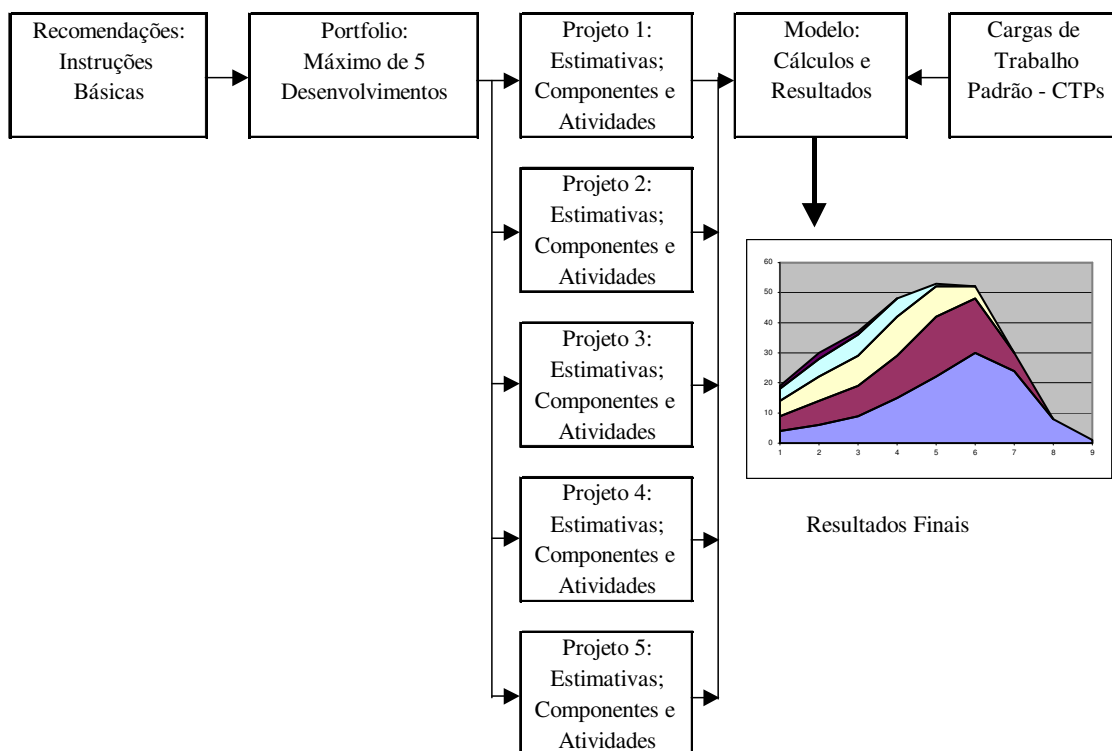 Recomendações:
Instruções
Básicas
Portfolio:
Máximo de 5
Desenvolvimentos
Projeto 1:
Estimativas;
Componentes e
Atividades
Modelo:
Cálculos e
Resultados
Cargas de
Trabalho
Padrão - CTPs
Projeto 2:
Estimativas;
Componentes e
Atividades
Projeto 3:
Estimativas;
Componentes e
Atividades
Projeto 4:
Estimativas;
Componentes e
Atividades
Projeto 5:
Estimativas;
Componentes e
Atividades
60
50
40
30
20
10
0
1 2 3 4 5 6 7 8 9
Resultados Finais